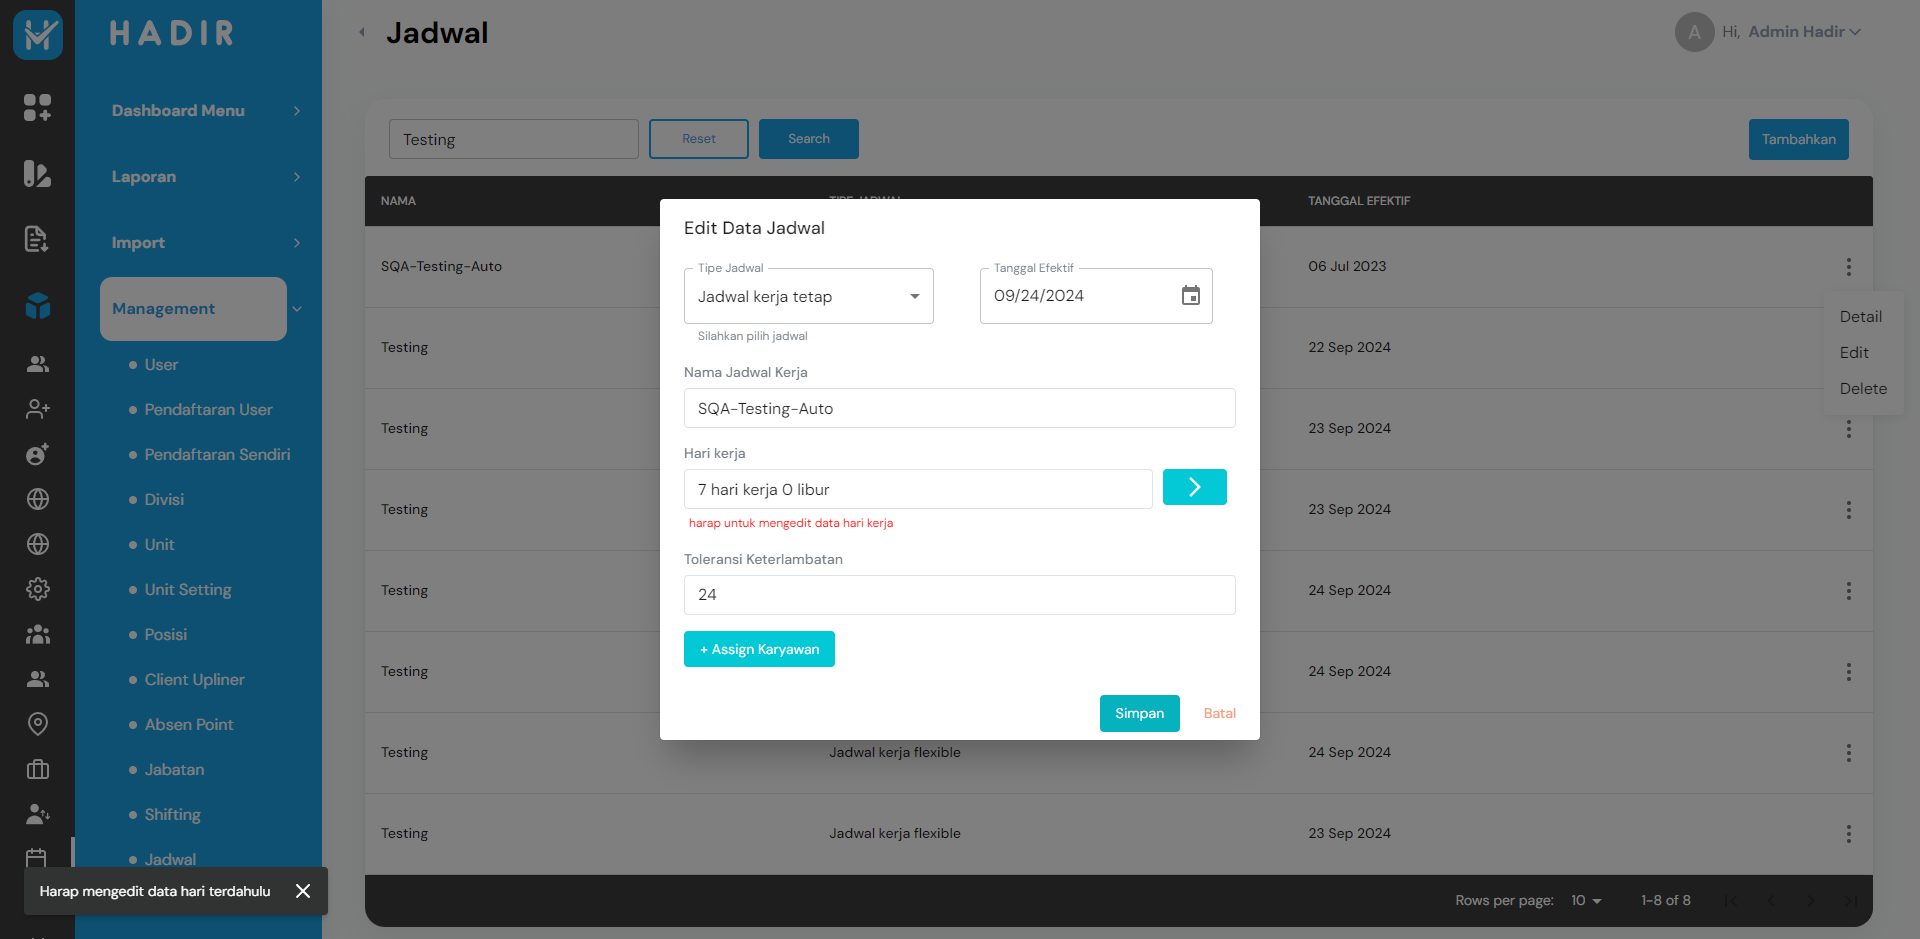 HADIR
Jadwal
A
Hi, Admin Hadir
Dashboard Menu
Laporan
Import
Management
User
Pendaftaran User
Pendaftaran Sendiri
Divisi
Unit
Unit Setting
Posisi
Client Upliner
Absen Point
Jabatan
Shifting
Jadwal
Harap mengedit data hari terdahulu
Testing
Reset
Search
Tambahkan
NAMA
TIPE JADWAL
TANGGAL EFEKTIF
SQA-Testing-Auto
06 Jul 2023
Testing
22 Sep 2024
Testing
23 Sep 2024
Testing
23 Sep 2024
Testing
24 Sep 2024
Testing
24 Sep 2024
Testing
Jadwal kerja flexible
24 Sep 2024
Testing
Jadwal kerja flexible
23 Sep 2024
Detail
Edit
Delete
Rows per page: 10
1-8 of 8
Edit Data Jadwal
Tipe Jadwal
Jadwal kerja tetap
Silahkan pilih jadwal
Tanggal Efektif
09/24/2024
Nama Jadwal Kerja
SQA-Testing-Auto
Hari kerja
7 hari kerja 0 libur
harap untuk mengedit data hari kerja
Toleransi Keterlambatan
24
+ Assign Karyawan
Simpan
Batal